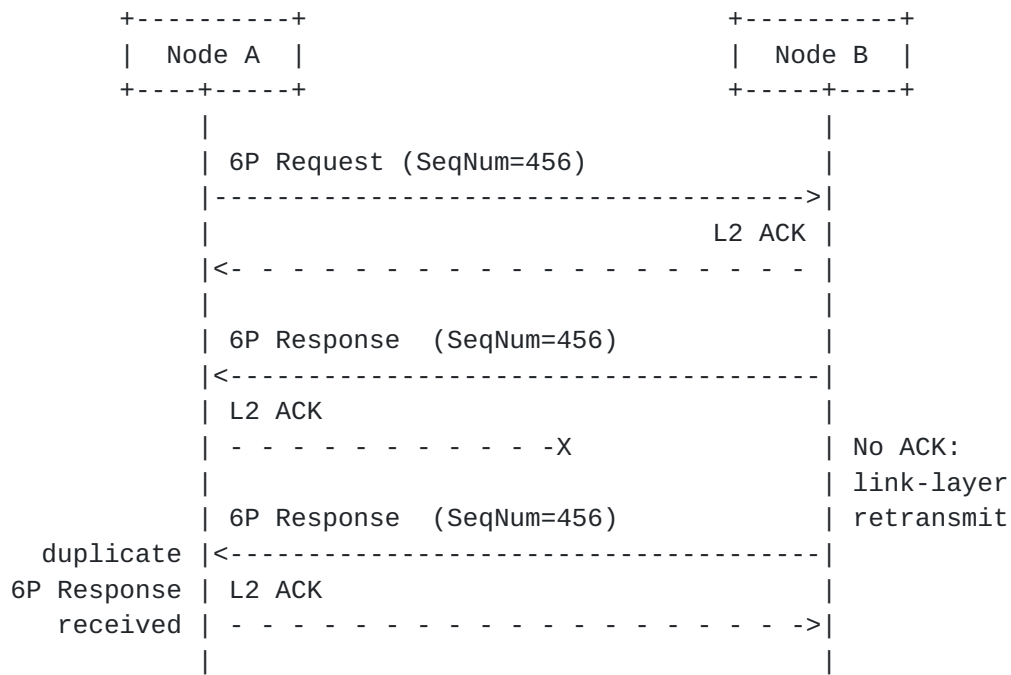 Node A Node B
6P Request (SeqNum=456)
L2 ACK
6P Response (SeqNum=456)
L2 ACK
X No ACK:
link-layer
6P Response (SeqNum=456) retransmit
duplicate
6P Response L2 ACK
received